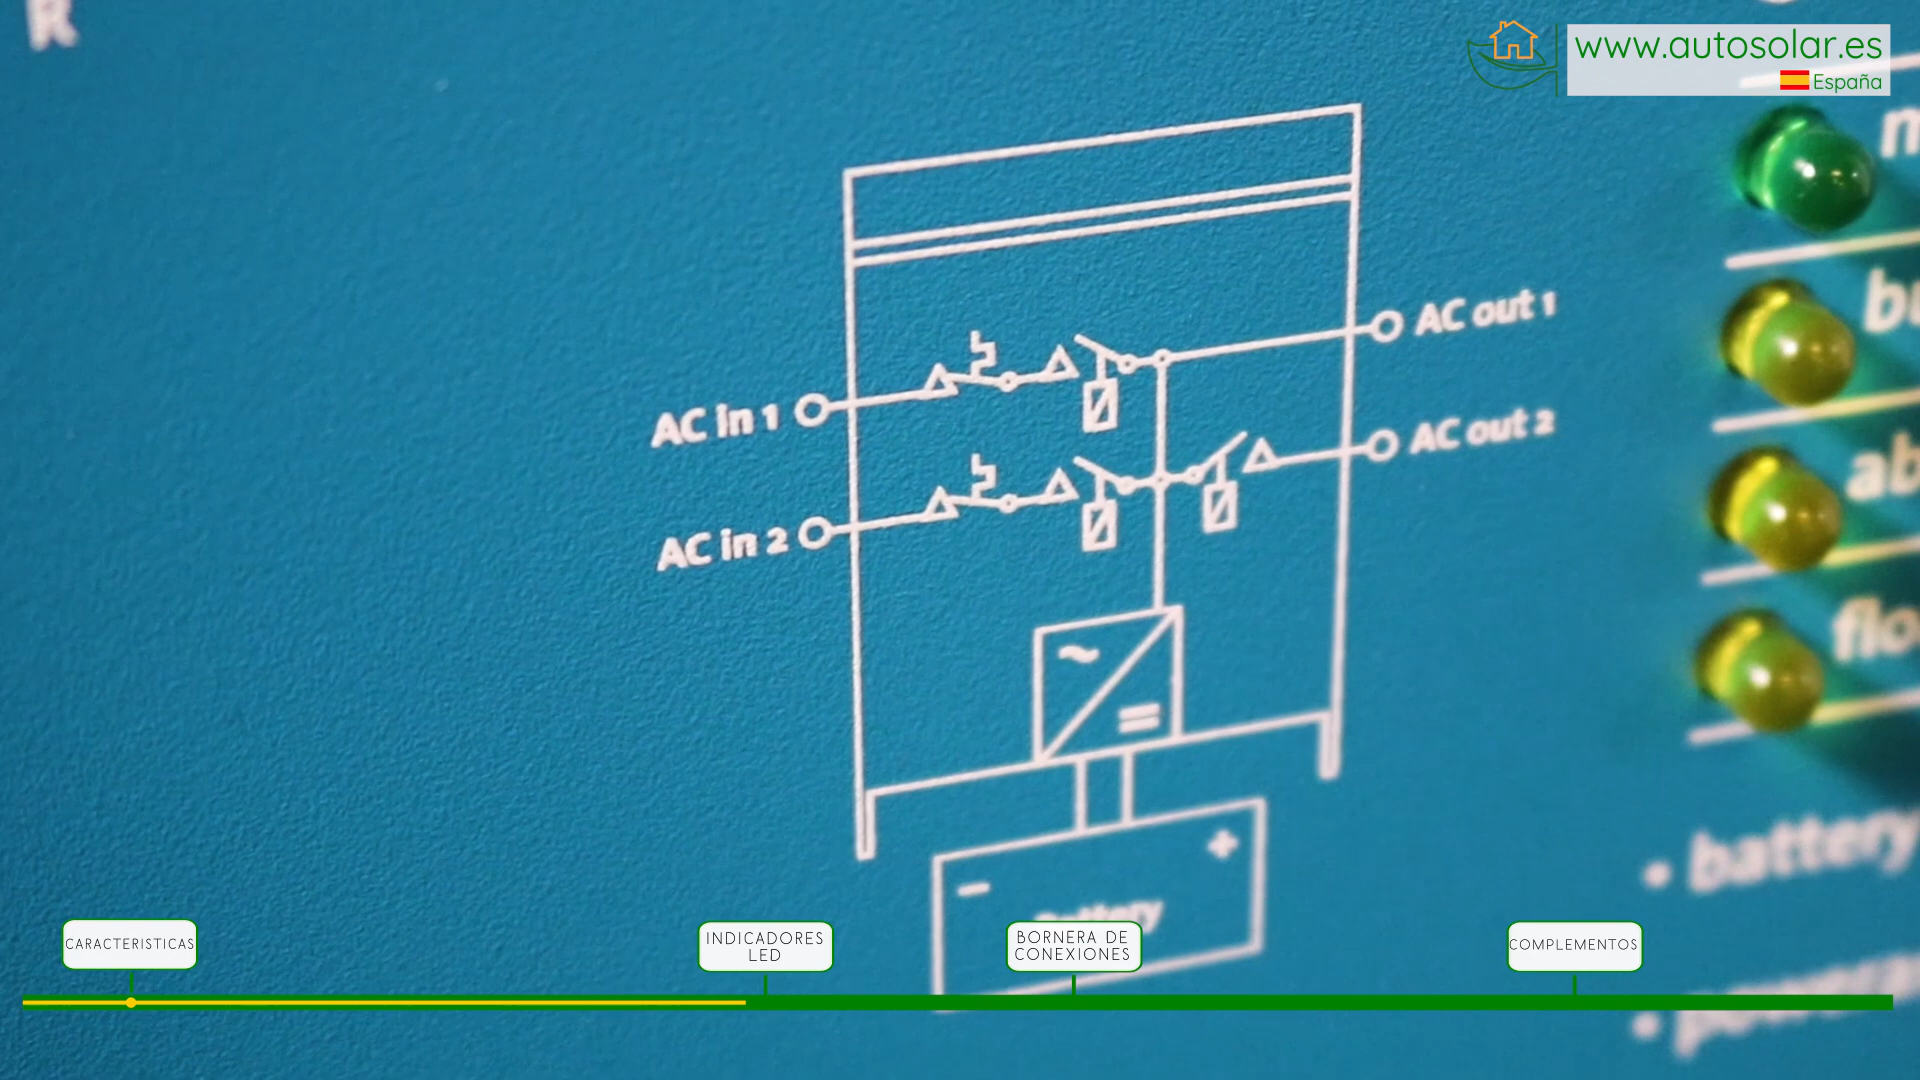 R
www.autosolar.es
España
AC out 1
AC in 1
AC out 2
AC in 2
~
=
battery
+
-
CARACTERISTICAS
INDICADORES
LED
BORNERA DE
CONEXIONES
COMPLEMENTOS